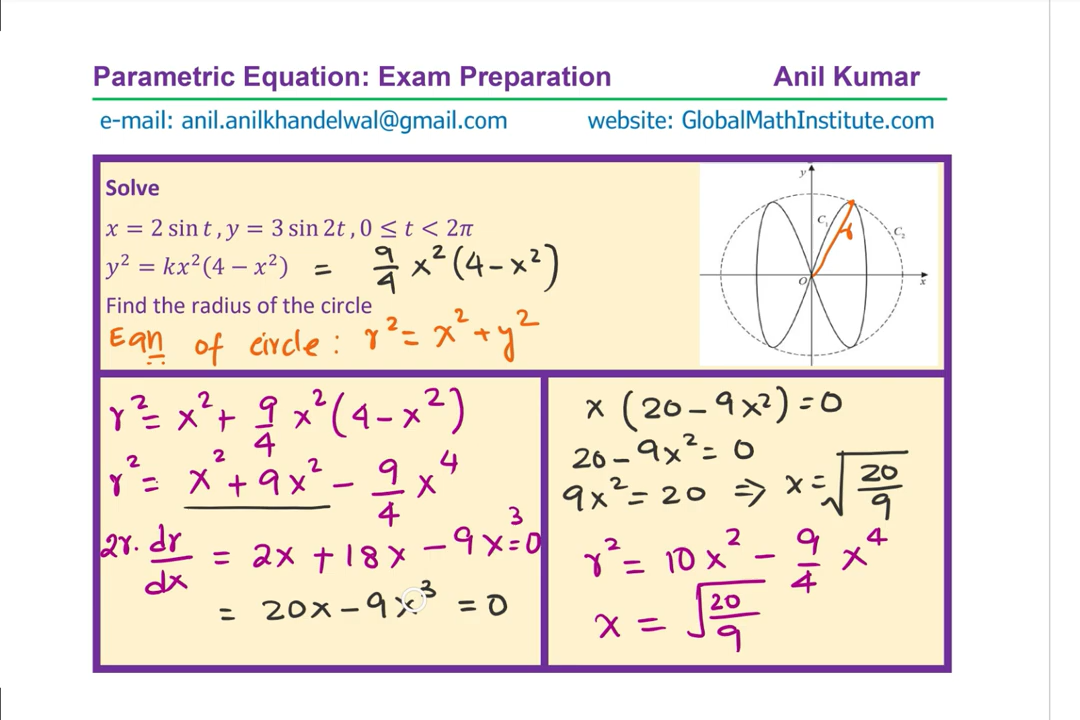 Parametric Equation: Exam Preparation Anil Kumar
e-mail: anil.anilkhandelwal@gmail.com website: GlobalMathInstitute.com
Solve
x = 2 sin t , y = 3 sin 2t , 0 ≤ t < 2π
y² = kx²(4 − x²) = 9/4 x²(4−x²)
Find the radius of the circle
Eqn of circle : r² = x² + y²
y
C₁
C₂
O
x
r
r² = x² + 9/4 x²(4−x²)
r² = x² + 9x² − 9/4 x⁴
2r. dr/dx = 2x + 18x − 9x³ = 0
= 20x − 9x³ = 0
x (20 − 9x²) = 0
20 − 9x² = 0
9x² = 20 ⇒ x = √(20/9)
r² = 10x² − 9/4 x⁴
x = √(20/9)